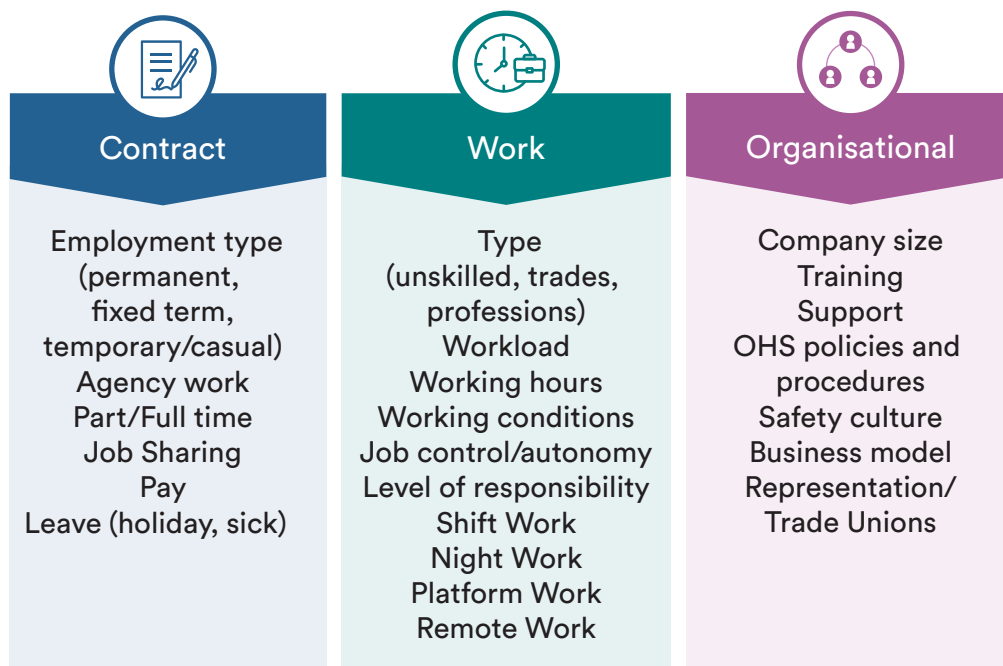 Contract
Employment type
(permanent,
fixed term,
temporary/casual)
Agency work
Part/Full time
Job Sharing
Pay
Leave (holiday, sick)
Work
Type
(unskilled, trades,
professions)
Workload
Working hours
Working conditions
Job control/autonomy
Level of responsibility
Shift Work
Night Work
Platform Work
Remote Work
Organisational
Company size
Training
Support
OHS policies and
procedures
Safety culture
Business model
Representation/
Trade Unions